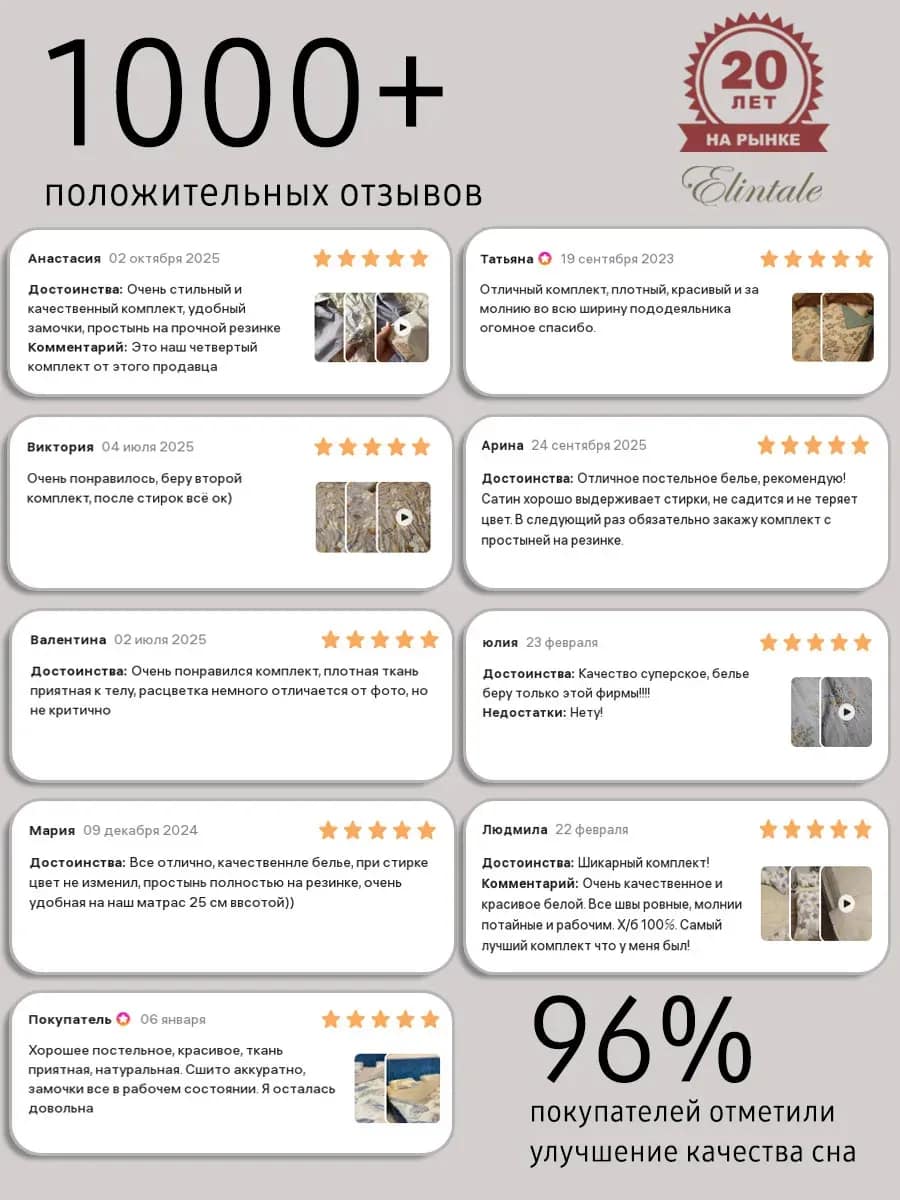 1000+
положительных отзывов
20
ЛЕТ
НА РЫНКЕ
Elintale
Анастасия 02 октября 2025
Достоинства: Очень стильный и
качественный комплект, удобный
замочки, простынь на прочной резинке
Комментарий: Это наш четвертый
комплект от этого продавца
Татьяна 19 сентября 2023
Отличный комплект, плотный, красивый и за
молнию во всю ширину пододеяльника
огомное спасибо.
Виктория 04 июля 2025
Очень понравилось, беру второй
комплект, после стирок всё ок)
Арина 24 сентября 2025
Достоинства: Отличное постельное белье, рекомендую!
Сатин хорошо выдерживает стирки, не садится и не теряет
цвет. В следующий раз обязательно закажу комплект с
простыней на резинке.
Валентина 02 июля 2025
Достоинства: Очень понравился комплект, плотная ткань
приятная к телу, расцветка немного отличается от фото, но
не критично
юлия 23 февраля
Достоинства: Качество суперское, белье
беру только этой фирмы!!!!
Недостатки: Нету!
Мария 09 декабря 2024
Достоинства: Все отлично, качественнле белье, при стирке
цвет не изменил, простынь полностью на резинке, очень
удобная на наш матрас 25 см ввсотой))
Людмила 22 февраля
Достоинства: Шикарный комплект!
Комментарий: Очень качественное и
красивое белой. Все швы ровные, молнии
потайные и рабочим. Х/б 100%. Самый
лучший комплект что у меня был!
Покупатель 06 января
Хорошее постельное, красивое, ткань
приятная, натуральная. Сшито аккуратно,
замочки все в рабочем состоянии. Я осталась
довольна
96%
покупателей отметили
улучшение качества сна